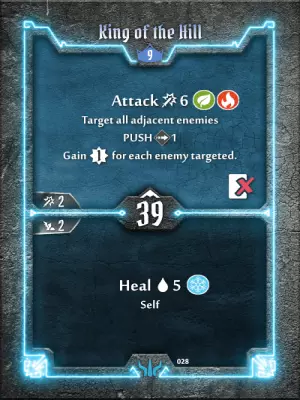 King of the Hill
9
Attack 6
Target all adjacent enemies
PUSH 1
Gain 1 for each enemy targeted.
2
39
2
Heal 5
Self
028